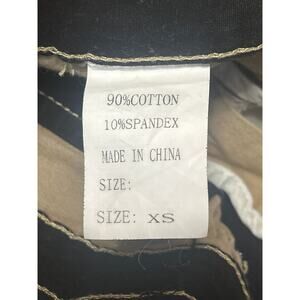 90%COTTON
10%SPANDEX
MADE IN CHINA
SIZE:
SIZE: XS